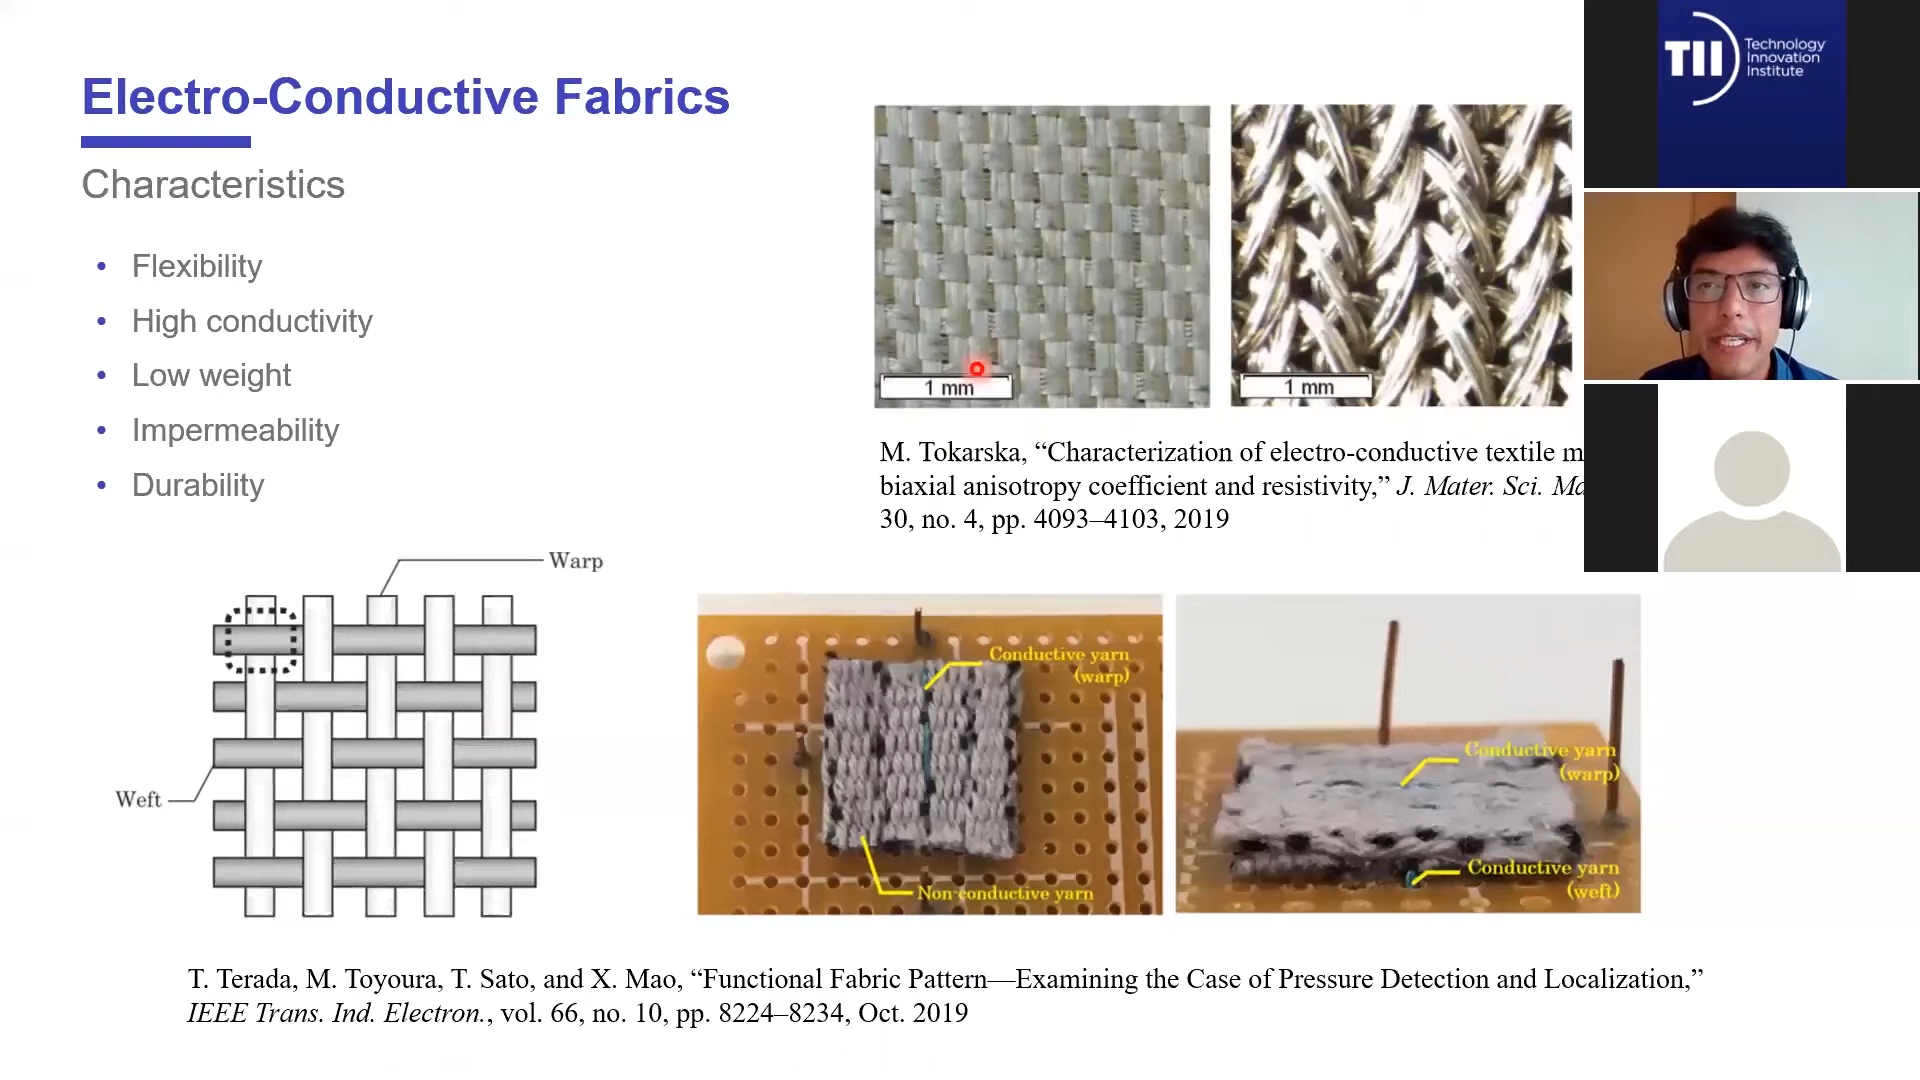 Electro-Conductive Fabrics
Characteristics
• Flexibility
• High conductivity
• Low weight
• Impermeability
• Durability
1 mm
1 mm
M. Tokarska, “Characterization of electro-conductive textile
biaxial anisotropy coefficient and resistivity,” J. Mater. Sci.
30, no. 4, pp. 4093–4103, 2019
TII Technology
Innovation
Institute
Warp
Weft
Conductive yarn
(warp)
Non-conductive yarn
Conductive yarn
(warp)
Conductive yarn
(weft)
T. Terada, M. Toyoura, T. Sato, and X. Mao, “Functional Fabric Pattern—Examining the Case of Pressure Detection and Localization,”
IEEE Trans. Ind. Electron., vol. 66, no. 10, pp. 8224–8234, Oct. 2019